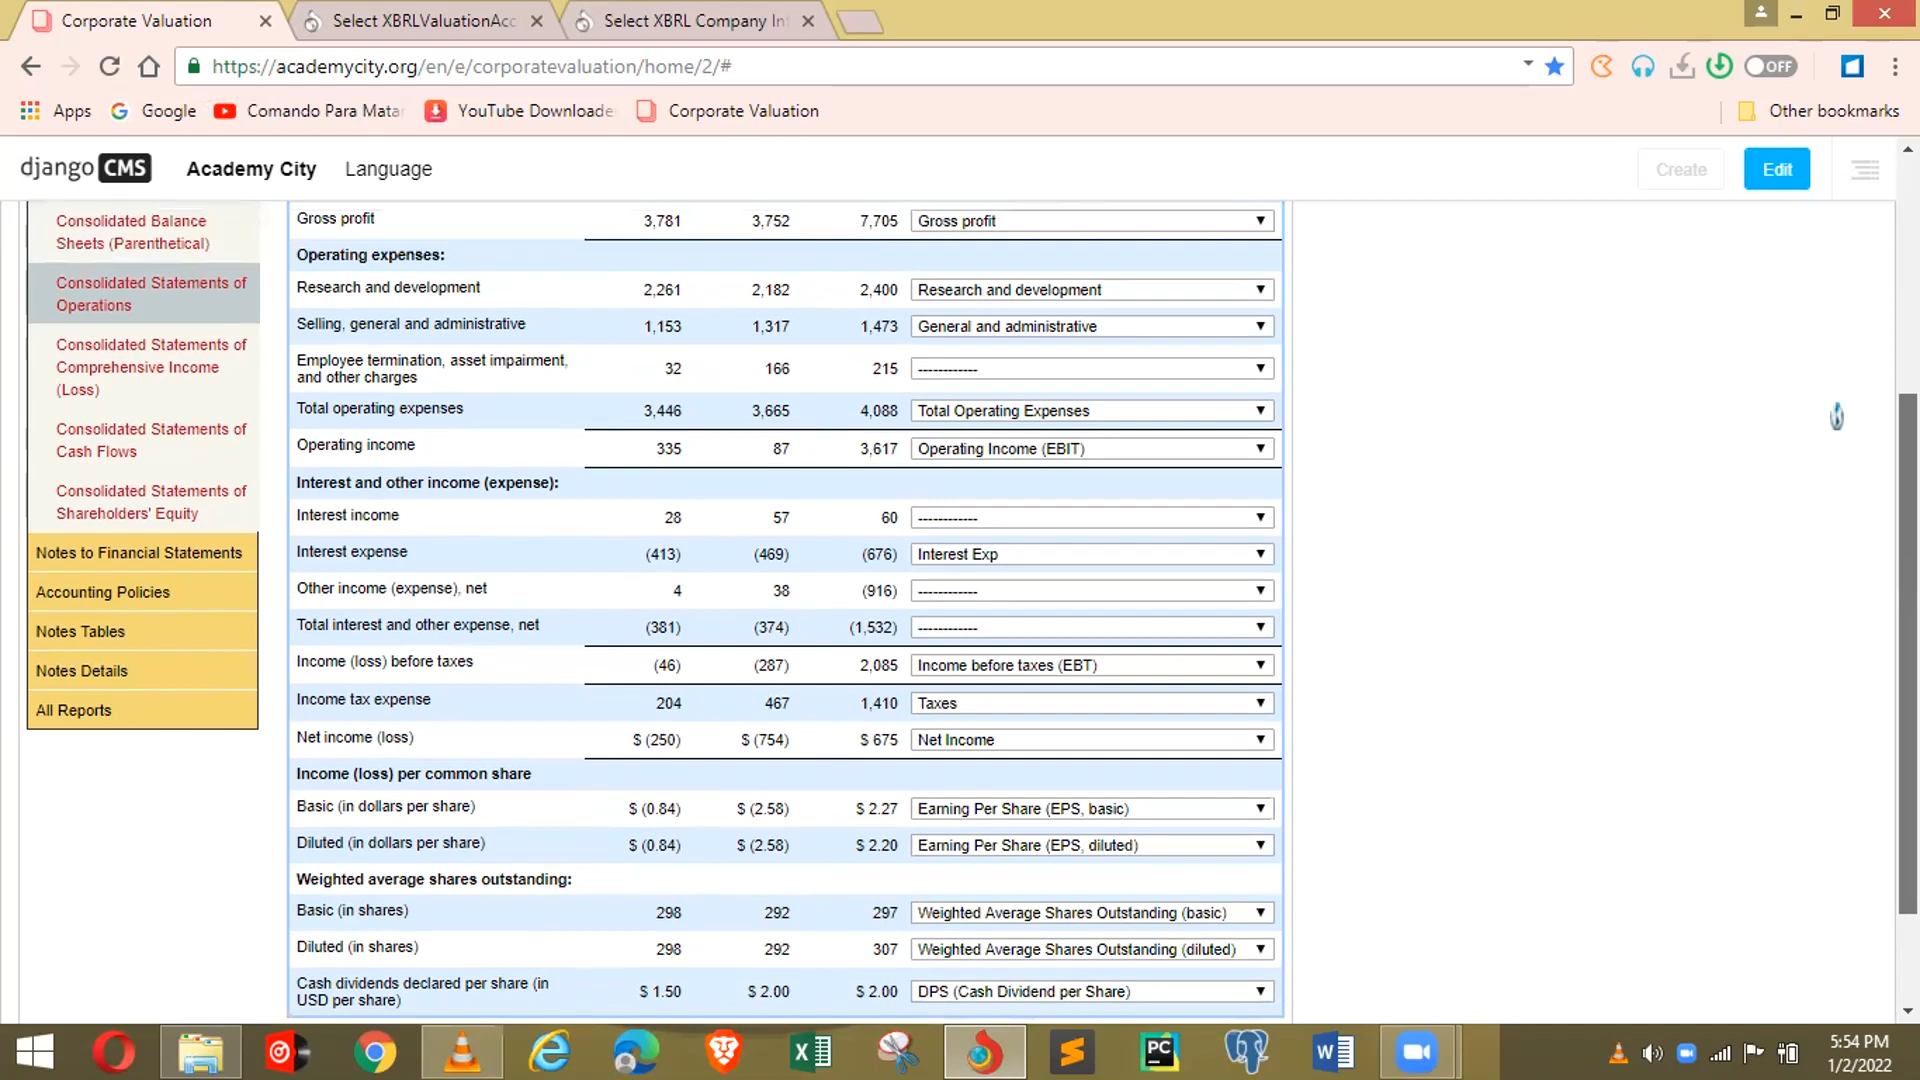 Corporate Valuation
Select XBRLValuationAcc
Select XBRL Company Int
https://academycity.org/en/e/corporatevaluation/home/2/#
OFF
Apps
Google
Comando Para Matar
YouTube Downloade
Corporate Valuation
Other bookmarks
django CMS
Academy City
Language
Create
Edit
Consolidated Balance
Sheets (Parenthetical)
Consolidated Statements of
Operations
Consolidated Statements of
Comprehensive Income
(Loss)
Consolidated Statements of
Cash Flows
Consolidated Statements of
Shareholders' Equity
Notes to Financial Statements
Accounting Policies
Notes Tables
Notes Details
All Reports
Gross profit 3,781 3,752 7,705 Gross profit
Operating expenses:
Research and development 2,261 2,182 2,400 Research and development
Selling, general and administrative 1,153 1,317 1,473 General and administrative
Employee termination, asset impairment,
and other charges 32 166 215 ------------
Total operating expenses 3,446 3,665 4,088 Total Operating Expenses
Operating income 335 87 3,617 Operating Income (EBIT)
Interest and other income (expense):
Interest income 28 57 60 ------------
Interest expense (413) (469) (676) Interest Exp
Other income (expense), net 4 38 (916) ------------
Total interest and other expense, net (381) (374) (1,532) ------------
Income (loss) before taxes (46) (287) 2,085 Income before taxes (EBT)
Income tax expense 204 467 1,410 Taxes
Net income (loss) $ (250) $ (754) $ 675 Net Income
Income (loss) per common share
Basic (in dollars per share) $ (0.84) $ (2.58) $ 2.27 Earning Per Share (EPS, basic)
Diluted (in dollars per share) $ (0.84) $ (2.58) $ 2.20 Earning Per Share (EPS, diluted)
Weighted average shares outstanding:
Basic (in shares) 298 292 297 Weighted Average Shares Outstanding (basic)
Diluted (in shares) 298 292 307 Weighted Average Shares Outstanding (diluted)
Cash dividends declared per share (in
USD per share) $ 1.50 $ 2.00 $ 2.00 DPS (Cash Dividend per Share)
5:54 PM
1/2/2022